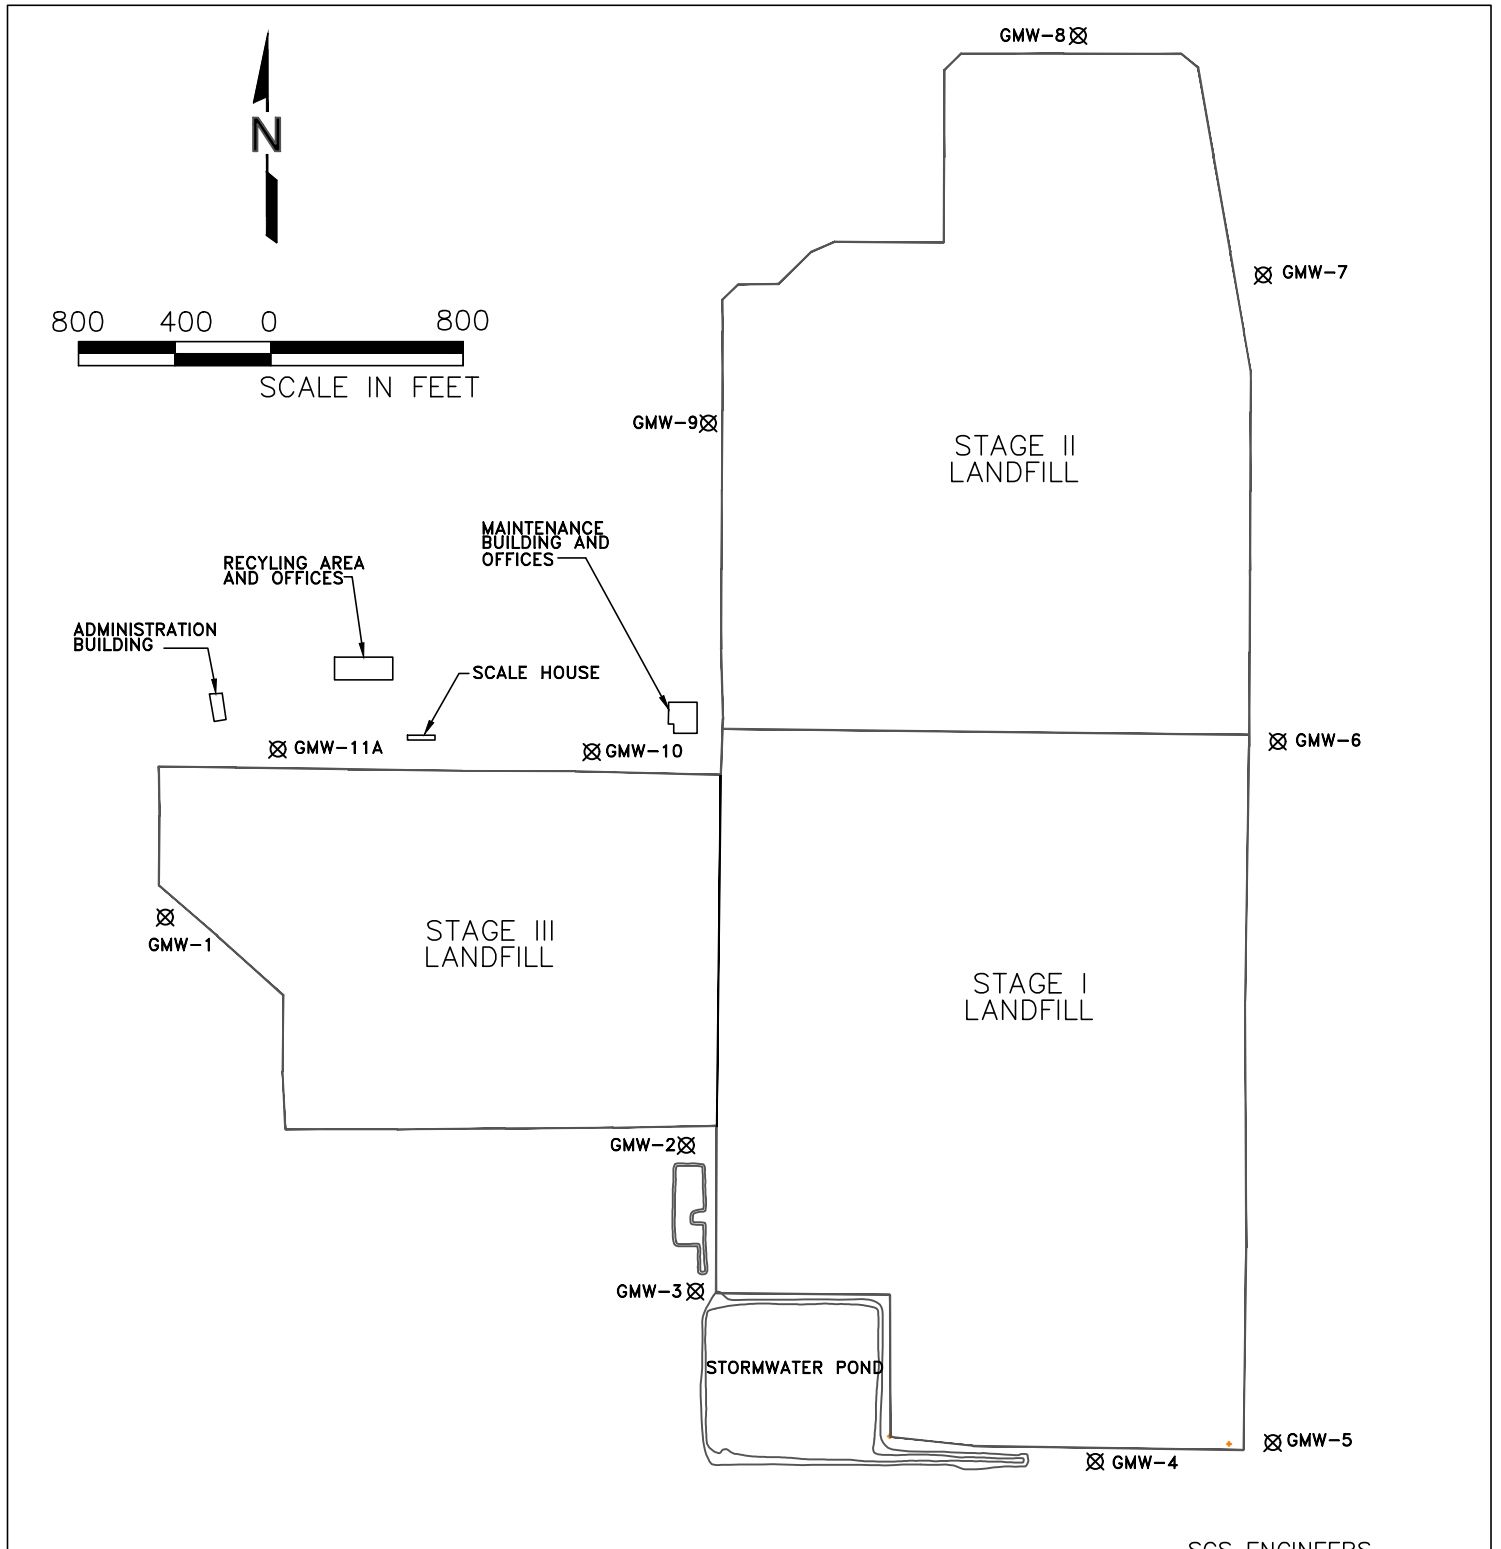 GMW-8
N
GMW-7
800 400 0 800
SCALE IN FEET
GMW-9
STAGE II
LANDFILL
MAINTENANCE
BUILDING AND
OFFICES
RECYLING AREA
AND OFFICES
ADMINISTRATION
BUILDING
SCALE HOUSE
GMW-11A
GMW-10
GMW-6
STAGE III
LANDFILL
GMW-1
STAGE I
LANDFILL
GMW-2
GMW-3
STORMWATER POND
GMW-5
GMW-4
SCS ENGINEERS